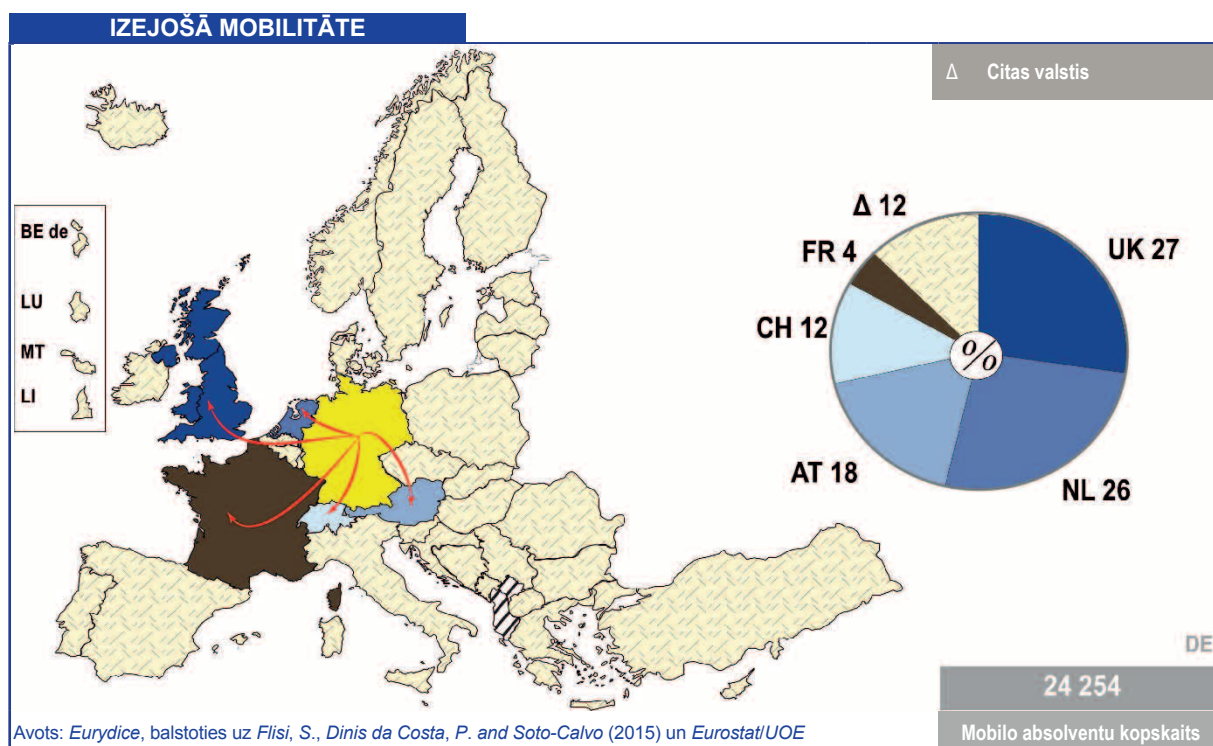 IZEJOŠĀ MOBILITĀTE
Δ Citas valstis
BE de
LU
MT
LI
Δ 12
FR 4
UK 27
CH 12
%
AT 18
NL 26
DE
24 254
Mobilo absolventu kopskaits
Avots: Eurydice, balstoties uz Flisi, S., Dinis da Costa, P. and Soto-Calvo (2015) un Eurostat/UOE